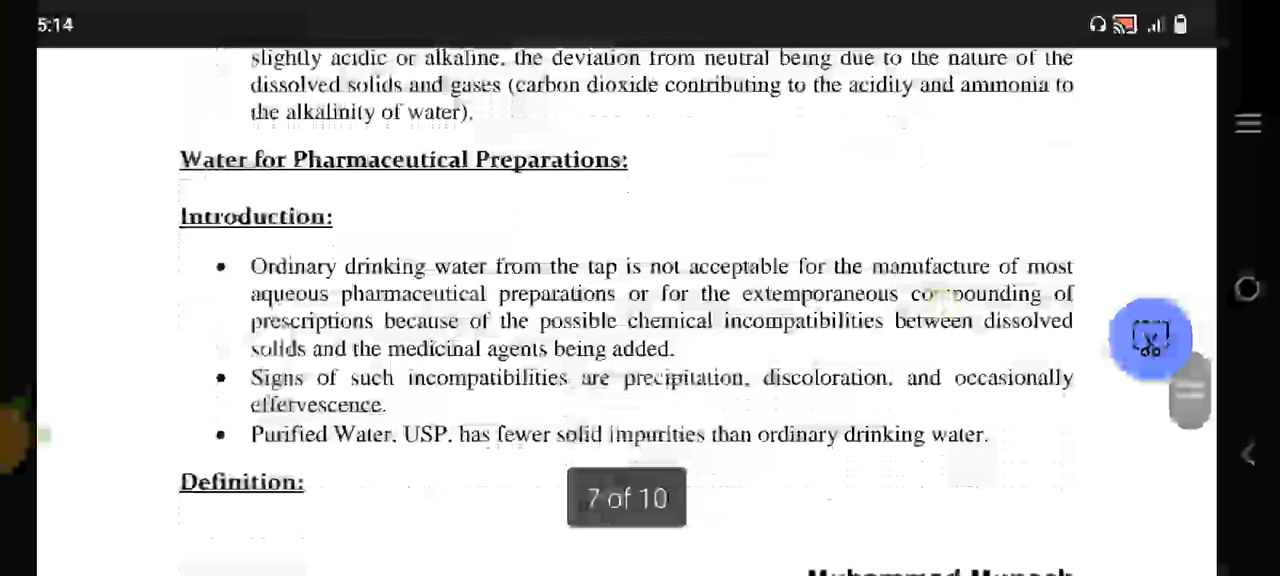 5:14
slightly acidic or alkaline, the deviation from neutral being due to the nature of the
dissolved solids and gases (carbon dioxide contributing to the acidity and ammonia to
the alkalinity of water).
Water for Pharmaceutical Preparations:
Introduction:
• Ordinary drinking water from the tap is not acceptable for the manufacture of most
aqueous pharmaceutical preparations or for the extemporaneous compounding of
prescriptions because of the possible chemical incompatibilities between dissolved
solids and the medicinal agents being added.
• Signs of such incompatibilities are precipitation, discoloration, and occasionally
effervescence.
• Purified Water, USP, has fewer solid impurities than ordinary drinking water.
Definition:
7 of 10
Muhammad